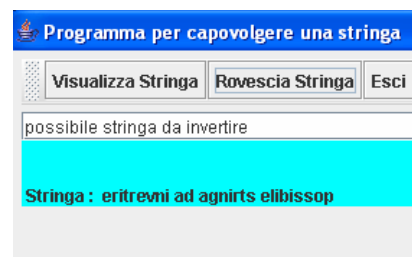 Programma per capovolgere una stringa
Visualizza Stringa Rovescia Stringa Esci
possibile stringa da invertire
Stringa : eritrevni ad agnirts elibissop